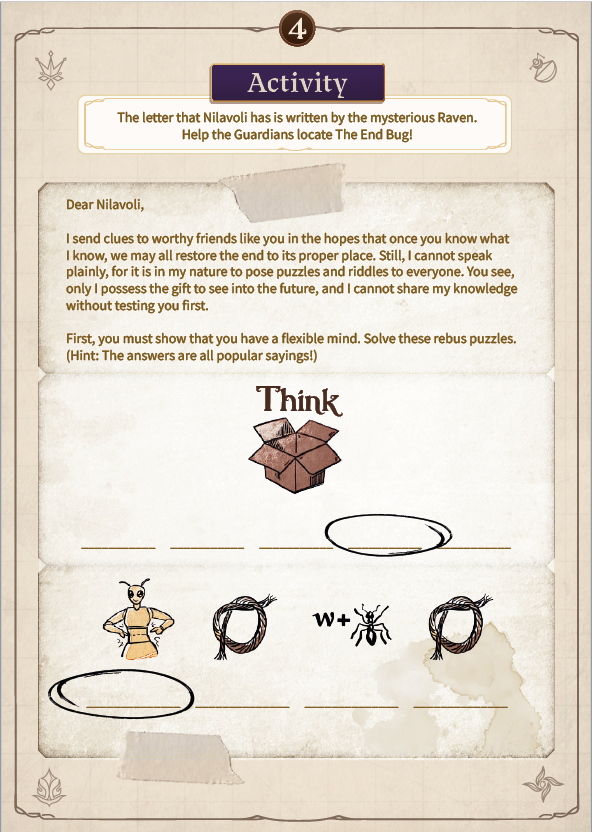 4
Activity
The letter that Nilavoli has is written by the mysterious Raven.
Help the Guardians locate The End Bug!
Dear Nilavoli,
I send clues to worthy friends like you in the hopes that once you know what
I know, we may all restore the end to its proper place. Still, I cannot speak
plainly, for it is in my nature to pose puzzles and riddles to everyone. You see,
only I possess the gift to see into the future, and I cannot share my knowledge
without testing you first.
First, you must show that you have a flexible mind. Solve these rebus puzzles.
(Hint: The answers are all popular sayings!)
Think
w+